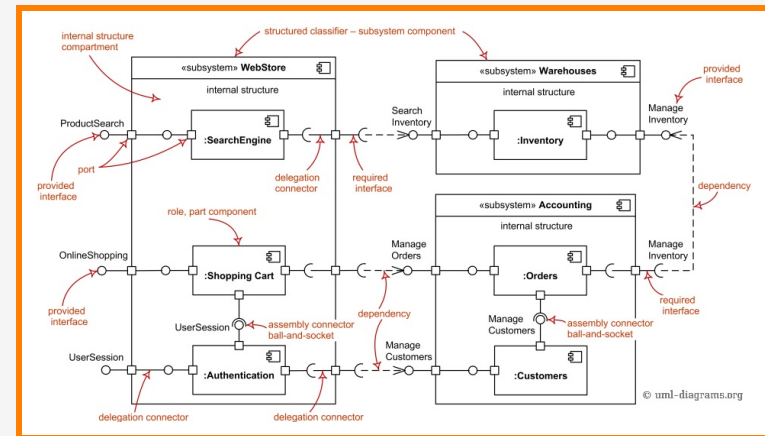 internal structure
compartment
structured classifier – subsystem component
«subsystem» WebStore
internal structure
«subsystem» Warehouses
internal structure
provided
interface
ProductSearch
:SearchEngine
Search
Inventory
:Inventory
Manage
Inventory
port
provided
interface
delegation
connector
required
interface
dependency
role, part component
«subsystem» Accounting
internal structure
OnlineShopping
:Shopping Cart
Manage
Orders
:Orders
Manage
Inventory
provided
interface
dependency
required
interface
UserSession
assembly connector
ball-and-socket
Manage
Customers
assembly connector
ball-and-socket
UserSession
:Authentication
Manage
Customers
:Customers
© uml-diagrams.org
delegation connector
delegation connector